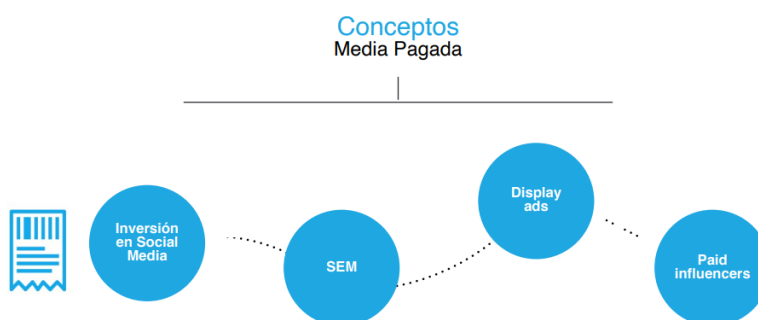 Conceptos
Media Pagada
Inversión
en Social
Media
SEM
Display
ads
Paid
influencers